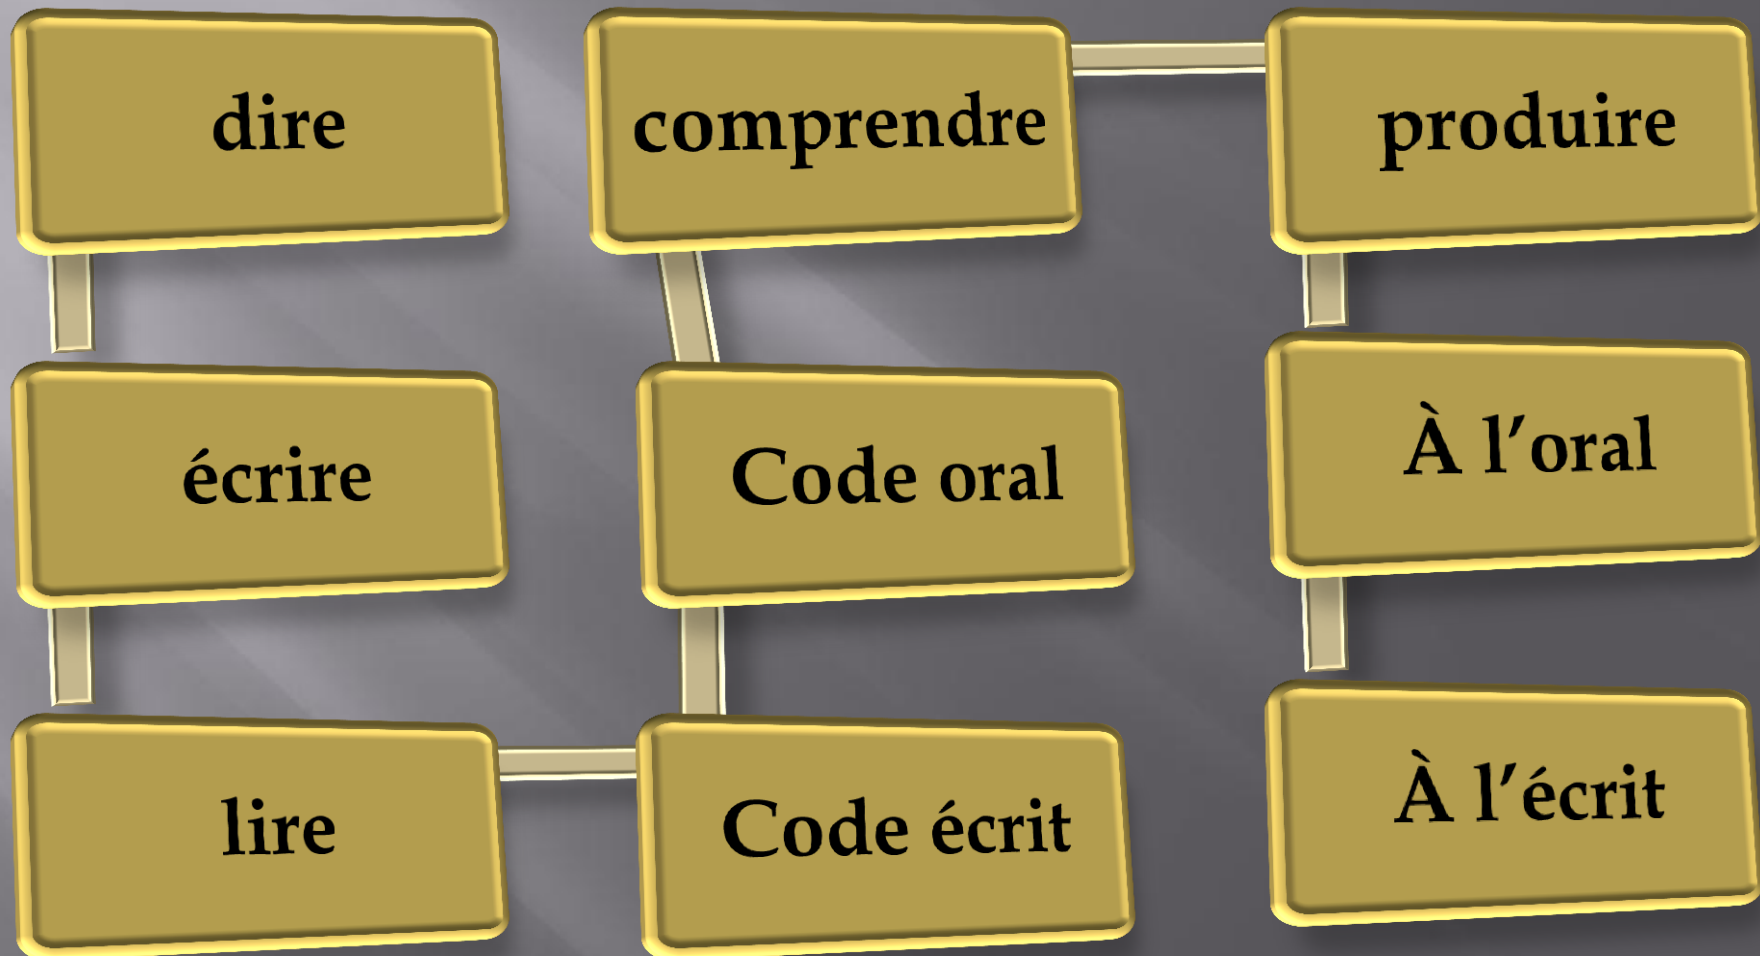 dire
écrire
lire
Code écrit
Code oral
comprendre
produire
À l’oral
À l’écrit